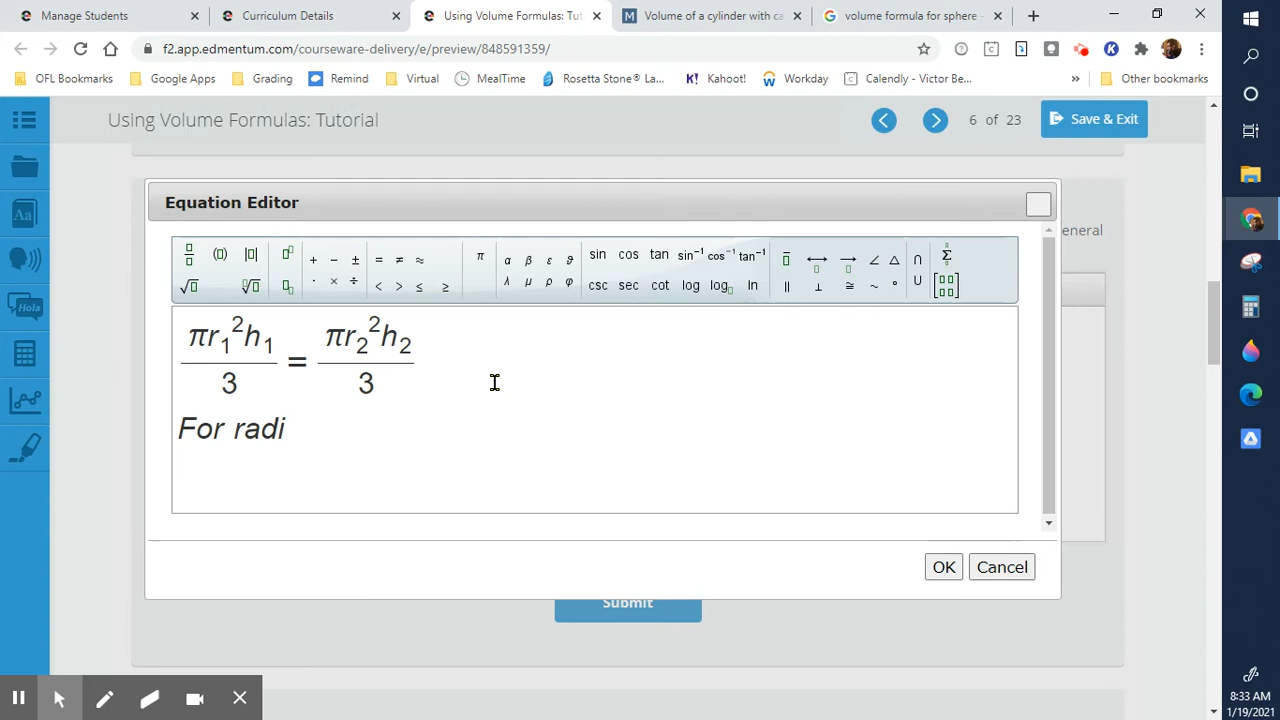 Manage Students
Curriculum Details
Using Volume Formulas: Tut
Volume of a cylinder with ca
volume formula for sphere -
f2.app.edmentum.com/courseware-delivery/e/preview/848591359/
OFL Bookmarks
Grading
Google Apps
Remind
Virtual
MealTime
Rosetta Stone® La...
K! Kahoot!
Workday
Calendly - Victor Be...
»
Other bookmarks
Using Volume Formulas: Tutorial
6 of 23
Save & Exit
Aa
Hola
eneral
Equation Editor
+ − ± = ≠ ≈ π α β ε ϑ sin cos tan sin⁻¹ cos⁻¹ tan⁻¹ ↔ → ∠ △ ∩ Σ
√ · × ÷ < > ≤ ≥ λ μ ρ φ csc sec cot log log ln ∥ ⊥ ≅ ~ ° ∪
πr₁²h₁/3 = πr₂²h₂/3
For radi
OK Cancel
Submit
8:33 AM
1/19/2021